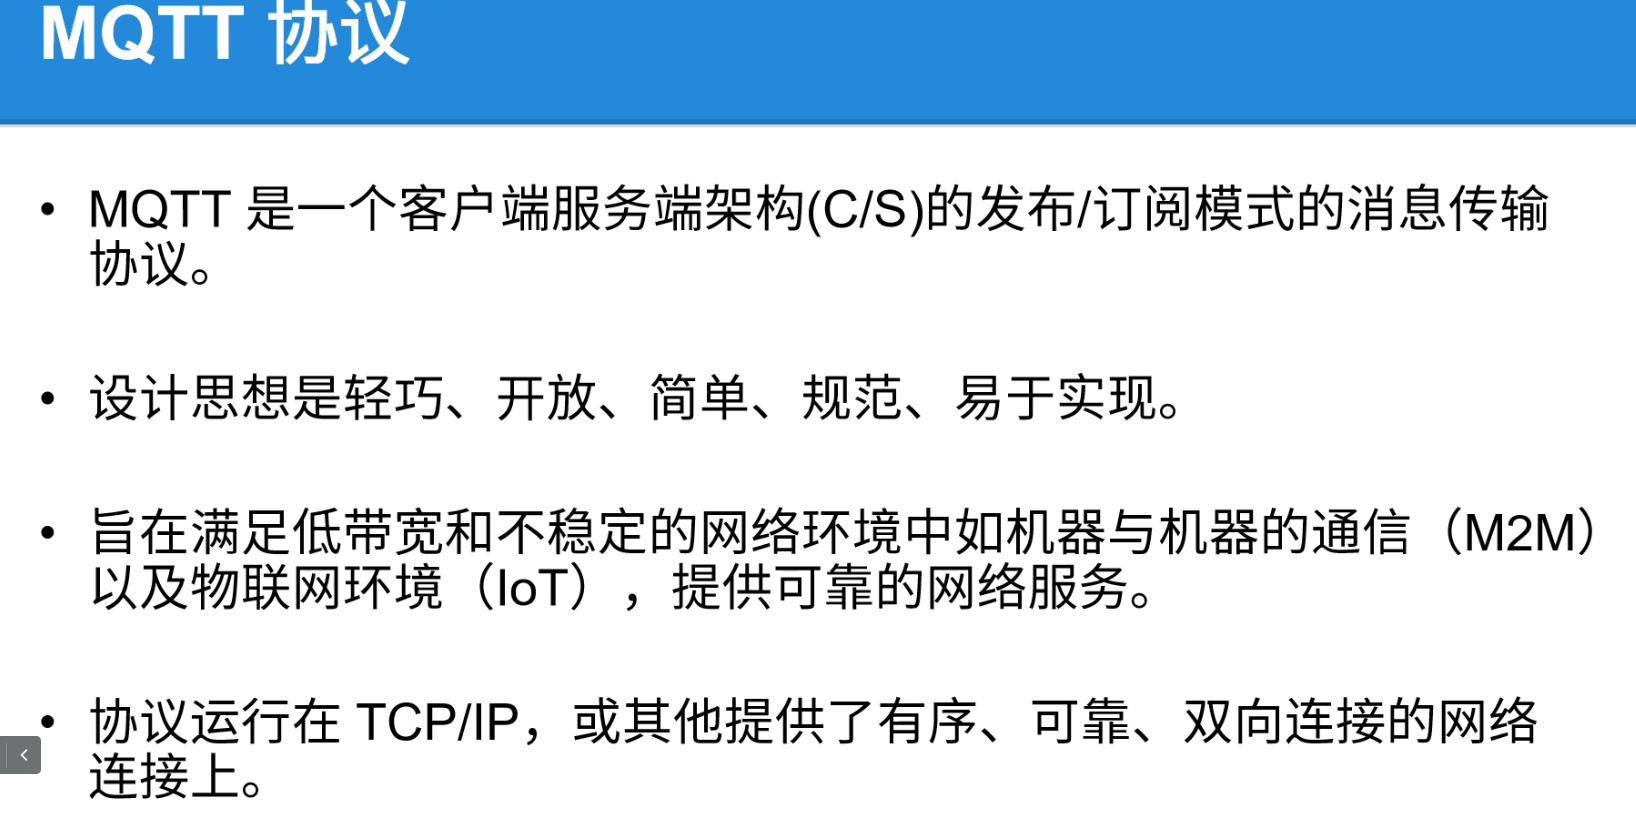 MQTT 协议
• MQTT 是一个客户端服务端架构(C/S)的发布/订阅模式的消息传输
协议。
• 设计思想是轻巧、开放、简单、规范、易于实现。
• 旨在满足低带宽和不稳定的网络环境中如机器与机器的通信（M2M）
以及物联网环境（IoT），提供可靠的网络服务。
• 协议运行在 TCP/IP，或其他提供了有序、可靠、双向连接的网络
连接上。